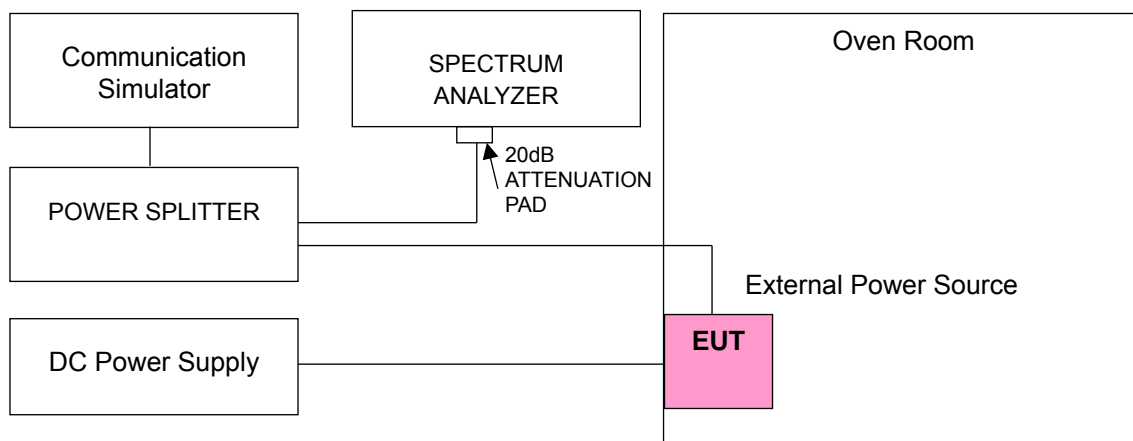 Communication
Simulator
SPECTRUM
ANALYZER
Oven Room
20dB
ATTENUATION
PAD
POWER SPLITTER
External Power Source
EUT
DC Power Supply